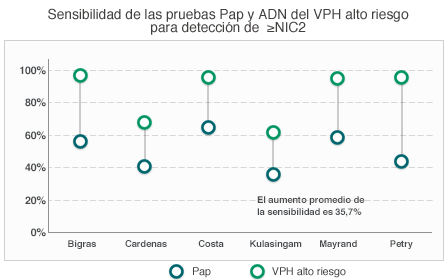 Sensibilidad de las pruebas Pap y ADN del VPH alto riesgo
para detección de ≥NIC2
100%
80%
60%
40%
20%
0%
El aumento promedio de
la sensibilidad es 35,7%
Bigras Cardenas Costa Kulasingam Mayrand Petry
Pap VPH alto riesgo